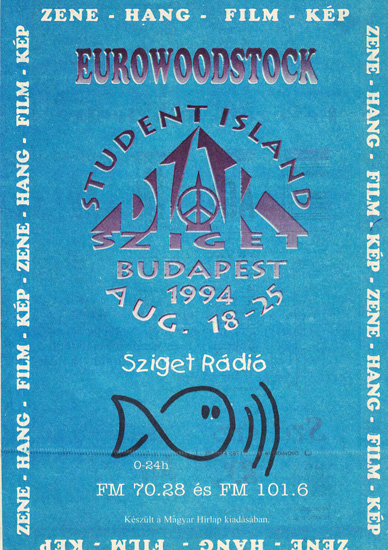 ZENE - HANG - FILM - KÉP
EUROWOODSTOCK
STUDENT ISLAND
DIÁK
SZIGET
BUDAPEST
1994
AUG. 18-25
Sziget Rádió
0-24h
FM 70.28 és FM 101.6
Készült a Magyar Hírlap kiadásában.
ZENE - HANG - FILM - KÉP - ZENE - HANG - FILM - KÉP
ZENE - HANG - FILM - KÉP - ZENE - HANG - FILM - KÉP
ZENE - HANG - FILM - KÉP